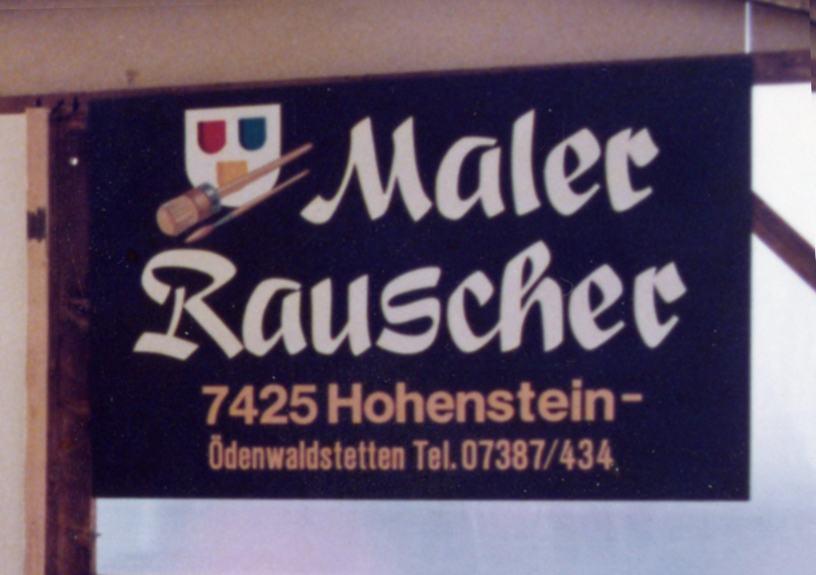 Maler
Rauscher
7425 Hohenstein-
Ödenwaldstetten Tel. 07387/434